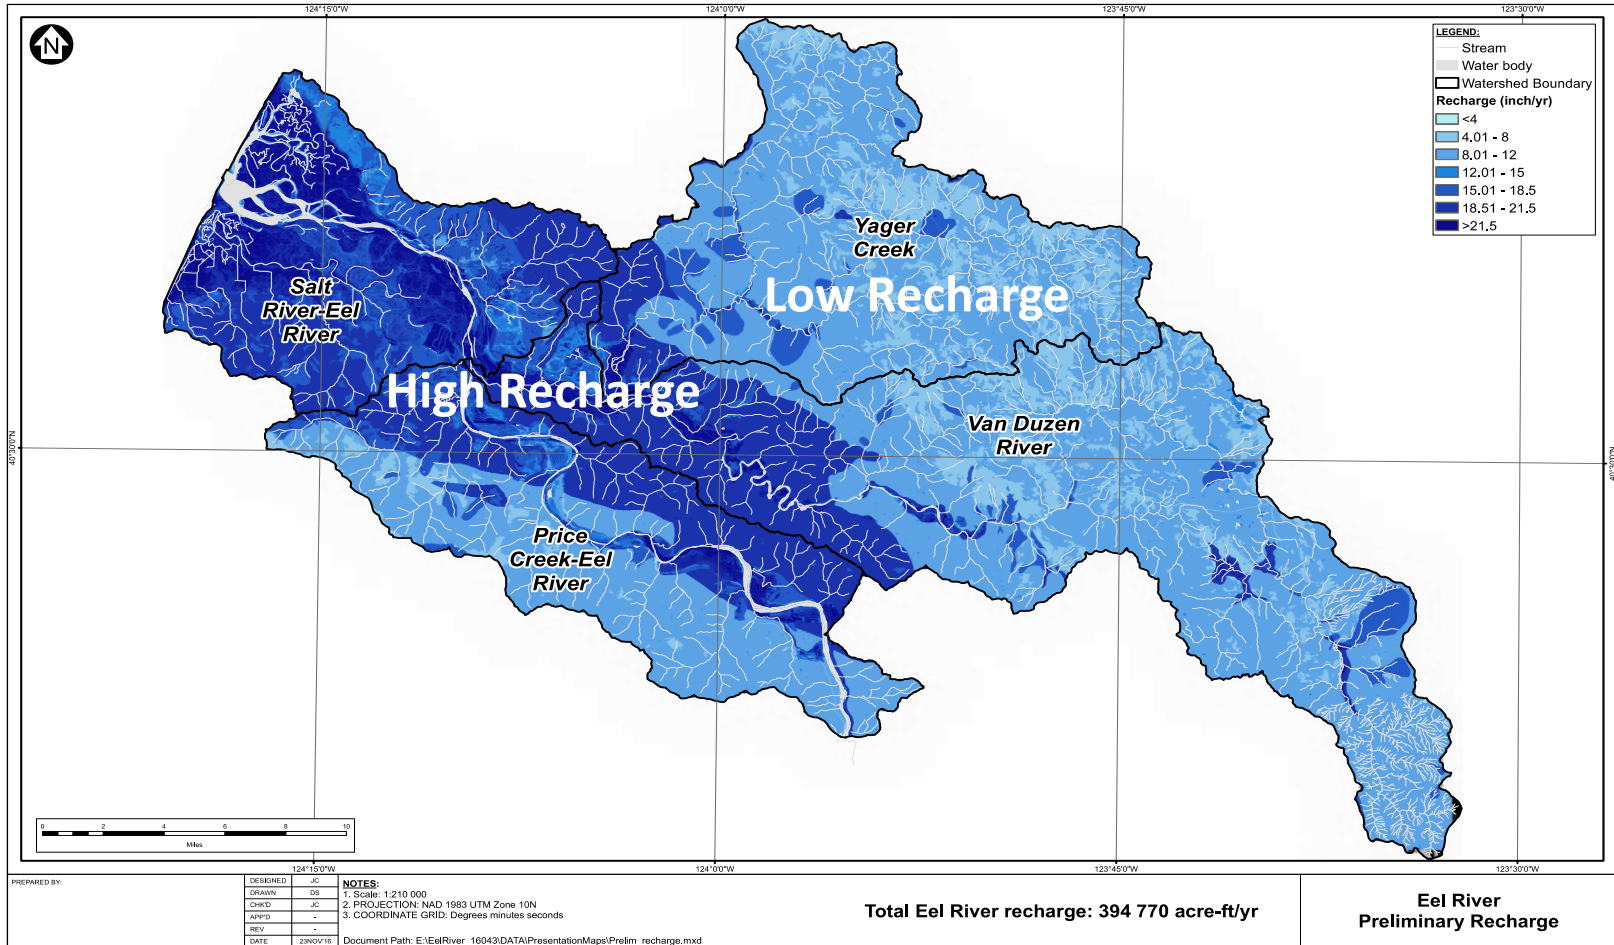 124°15'0"W
124°0'0"W
123°45'0"W
123°30'0"W
N
LEGEND:
Stream
Water body
Watershed Boundary
Recharge (inch/yr)
<4
4.01 - 8
8.01 - 12
12.01 - 15
15.01 - 18.5
18.51 - 21.5
>21.5
Yager
Creek
Low Recharge
Salt
River-Eel
River
High Recharge
Van Duzen
River
40°30'0"N
40°30'0"N
Price
Creek-Eel
River
0 2 4 6 8 10
Miles
124°15'0"W
124°0'0"W
123°45'0"W
123°30'0"W
PREPARED BY:
DESIGNED JC
DRAWN DS
CHK'D JC
APP'D -
REV -
DATE 23NOV'16
NOTES:
1. Scale: 1:210 000
2. PROJECTION: NAD 1983 UTM Zone 10N
3. COORDINATE GRID: Degrees minutes seconds
Document Path: E:\EelRiver_16043\DATA\PresentationMaps\Prelim_recharge.mxd
Total Eel River recharge: 394 770 acre-ft/yr
Eel River
Preliminary Recharge